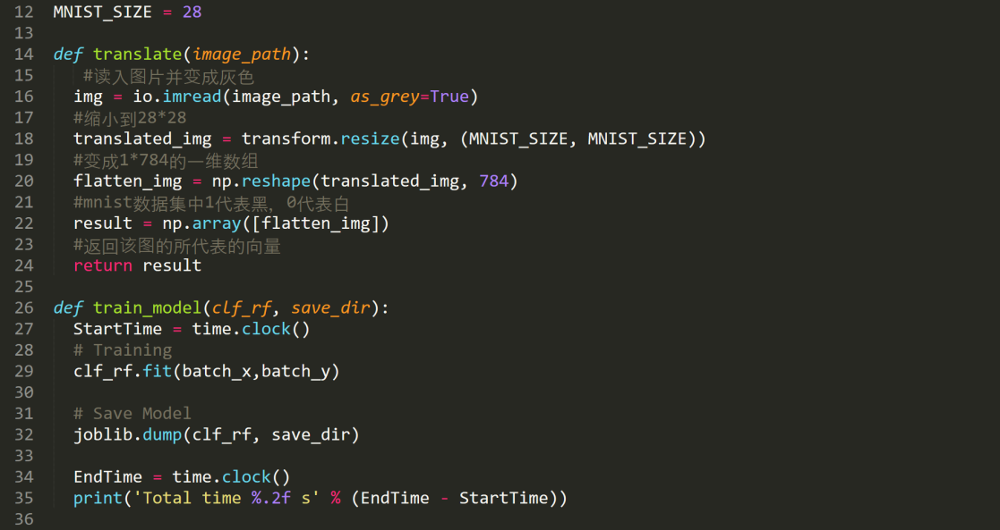 12 MNIST_SIZE = 28
13
14 def translate(image_path):
15 #读入图片并变成灰色
16 img = io.imread(image_path, as_grey=True)
17 #缩小到28*28
18 translated_img = transform.resize(img, (MNIST_SIZE, MNIST_SIZE))
19 #变成1*784的一维数组
20 flatten_img = np.reshape(translated_img, 784)
21 #mnist数据集中1代表黑，0代表白
22 result = np.array([flatten_img])
23 #返回该图的所代表的向量
24 return result
25
26 def train_model(clf_rf, save_dir):
27 StartTime = time.clock()
28 # Training
29 clf_rf.fit(batch_x,batch_y)
30
31 # Save Model
32 joblib.dump(clf_rf, save_dir)
33
34 EndTime = time.clock()
35 print('Total time %.2f s' % (EndTime - StartTime))
36